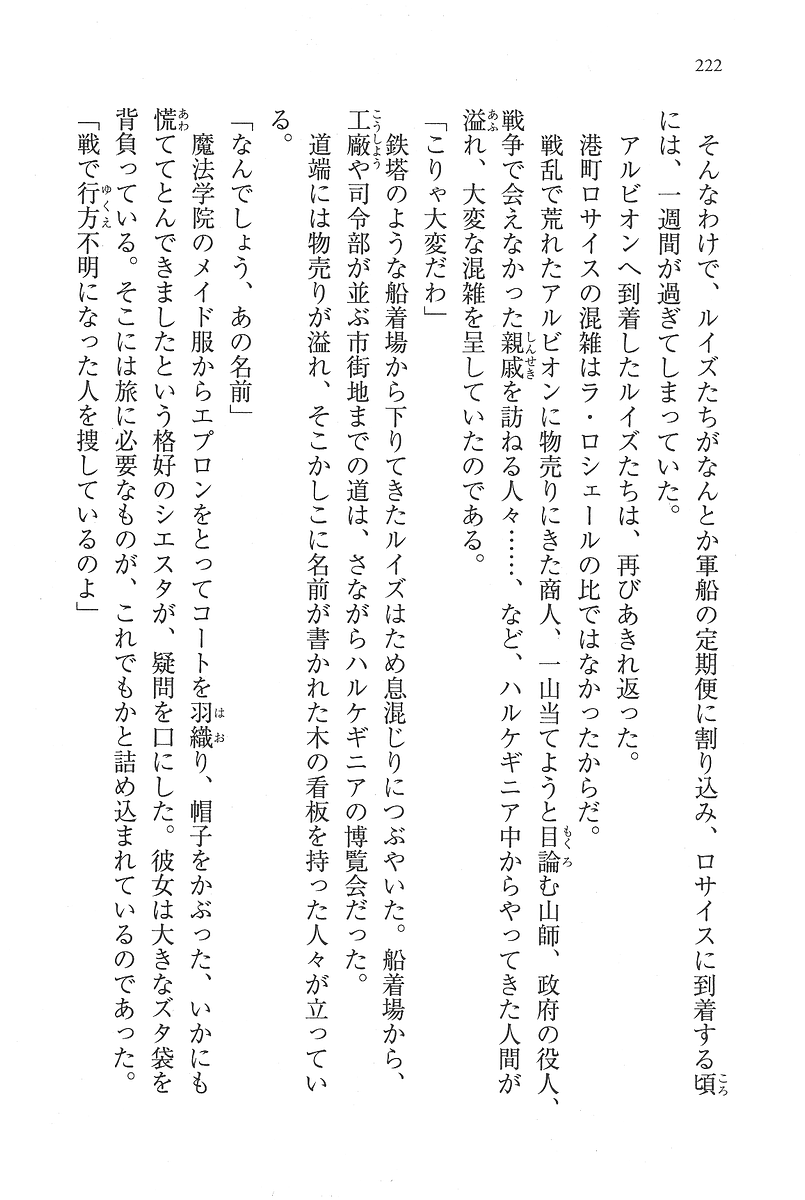 222
そんなわけで、ルイズたちがなんとか軍船の定期便に割り込み、ロサイスに到着する頃ころ
には、一週間が過ぎてしまっていた。
アルビオンへ到着したルイズたちは、再びあきれ返った。
港町ロサイスの混雑はラ・ロシェールの比ではなかったからだ。
戦乱で荒れたアルビオンに物売りにきた商人、一山当てようと目論もくろむ山師、政府の役人、
戦争で会えなかった親戚しんせきを訪ねる人々……、など、ハルケギニア中からやってきた人間が
溢あふれ、大変な混雑を呈していたのである。
「こりゃ大変だわ」
鉄塔のような船着場から下りてきたルイズはため息混じりにつぶやいた。船着場から、
工廠こうしょうや司令部が並ぶ市街地までの道は、さながらハルケギニアの博覧会だった。
道端には物売りが溢れ、そこかしこに名前が書かれた木の看板を持った人々が立ってい
る。
「なんでしょう、あの名前」
魔法学院のメイド服からエプロンをとってコートを羽織はおり、帽子をかぶった、いかにも
慌あわててとんできましたという格好のシエスタが、疑問を口にした。彼女は大きなズタ袋を
背負っている。そこには旅に必要なものが、これでもかと詰め込まれているのであった。
「戦で行方ゆくえ不明になった人を捜しているのよ」